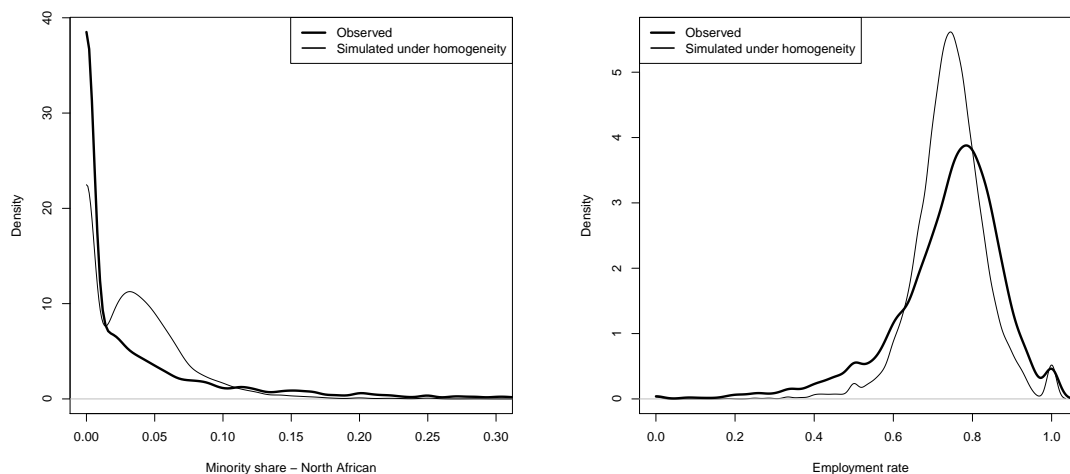 Observed
Simulated under homogeneity
Density
40
30
20
10
0
0.00 0.05 0.10 0.15 0.20 0.25 0.30
Minority share − North African
Observed
Simulated under homogeneity
Density
5
4
3
2
1
0
0.0 0.2 0.4 0.6 0.8 1.0
Employment rate